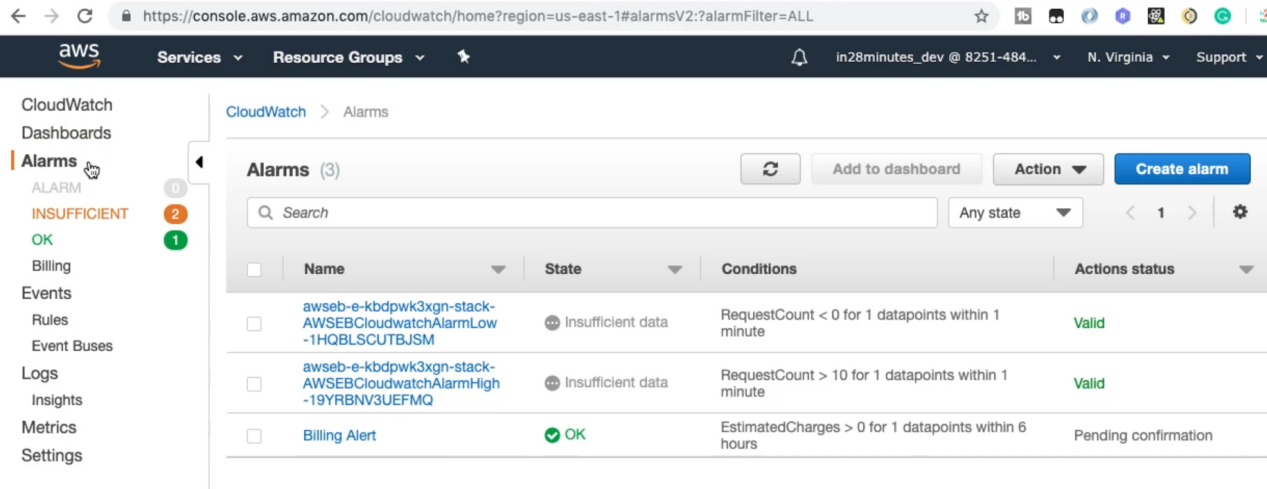 https://console.aws.amazon.com/cloudwatch/home?region=us-east-1#alarmsV2:?alarmFilter=ALL
aws
Services
Resource Groups
in28minutes_dev @ 8251-484...
N. Virginia
Support
CloudWatch
Dashboards
Alarms
ALARM 0
INSUFFICIENT 2
OK 1
Billing
Events
Rules
Event Buses
Logs
Insights
Metrics
Settings
CloudWatch
Alarms
Alarms (3)
Add to dashboard
Action
Create alarm
Search
Any state
1
Name
State
Conditions
Actions status
awseb-e-kbdpwk3xgn-stack-
AWSEBCloudwatchAlarmLow
-1HQBLSCUTBJSM
Insufficient data
RequestCount < 0 for 1 datapoints within 1
minute
Valid
awseb-e-kbdpwk3xgn-stack-
AWSEBCloudwatchAlarmHigh
-19YRBNV3UEFMQ
Insufficient data
RequestCount > 10 for 1 datapoints within 1
minute
Valid
Billing Alert
OK
EstimatedCharges > 0 for 1 datapoints within 6
hours
Pending confirmation